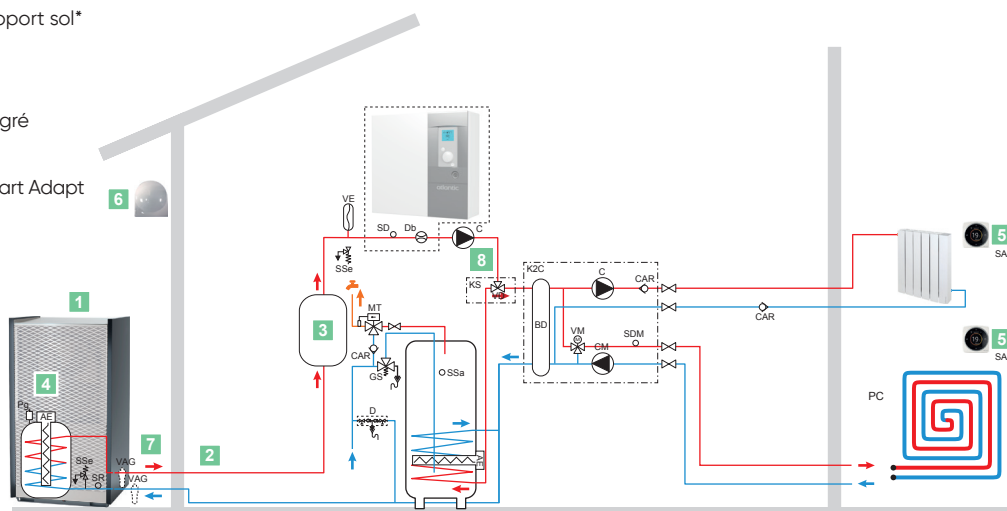 pport sol*
gré
art Adapt
6
VE
SD
Db
C
SSe
8
KS
K2C
C
CAR
5
SA
1
3
MT
BD
CAR
VM
M
SDM
CM
5
SA
CAR
GS
SSa
4
Pg
AE
D
PC
7
2
SSe
VAG
SR
VAG
AE